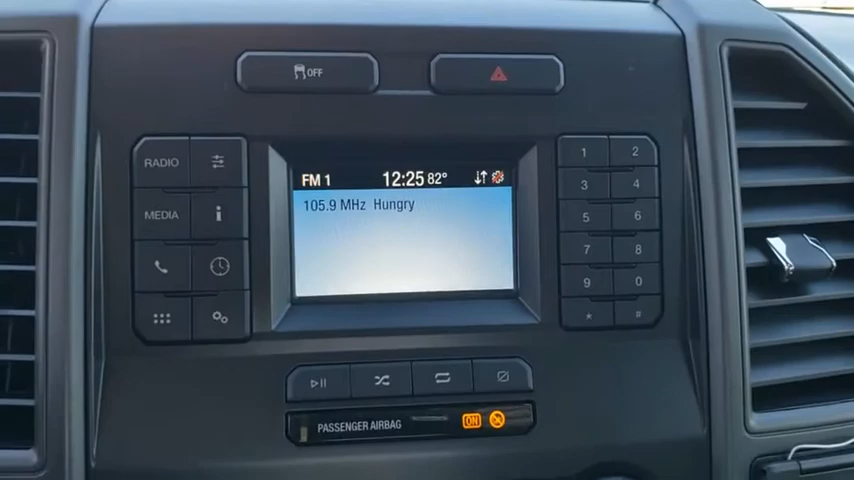 OFF
RADIO
MEDIA
i
FM 1 12:25 82°
105.9 MHz Hungry
1 2
3 4
5 6
7 8
9 0
* #
PASSENGER AIRBAG ON